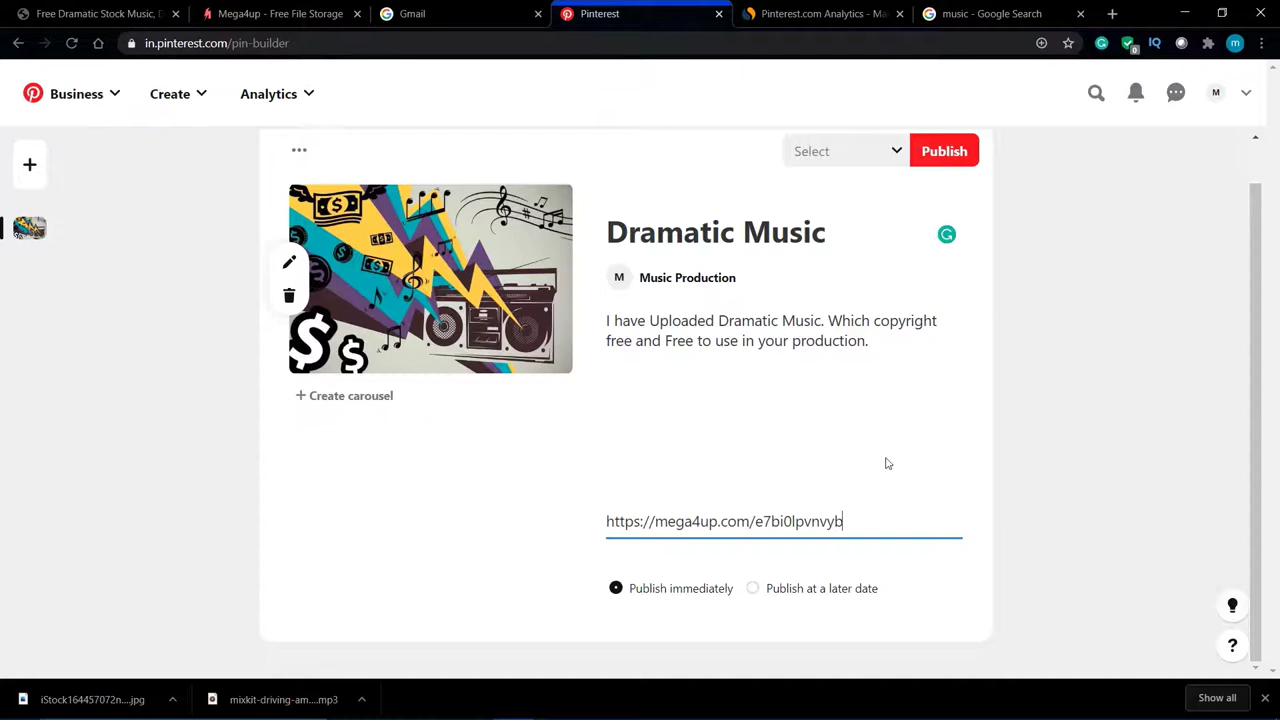 Free Dramatic Stock Music, D
Mega4up - Free File Storage
Gmail
Pinterest
Pinterest.com Analytics - Ma
music - Google Search
in.pinterest.com/pin-builder
0
IQ
m
Business
Create
Analytics
M
Select
Publish
Dramatic Music
M
Music Production
I have Uploaded Dramatic Music. Which copyright
free and Free to use in your production.
Create carousel
https://mega4up.com/e7bi0lpvnvyb
Publish immediately
Publish at a later date
?
iStock164457072n....jpg
mixkit-driving-am....mp3
Show all